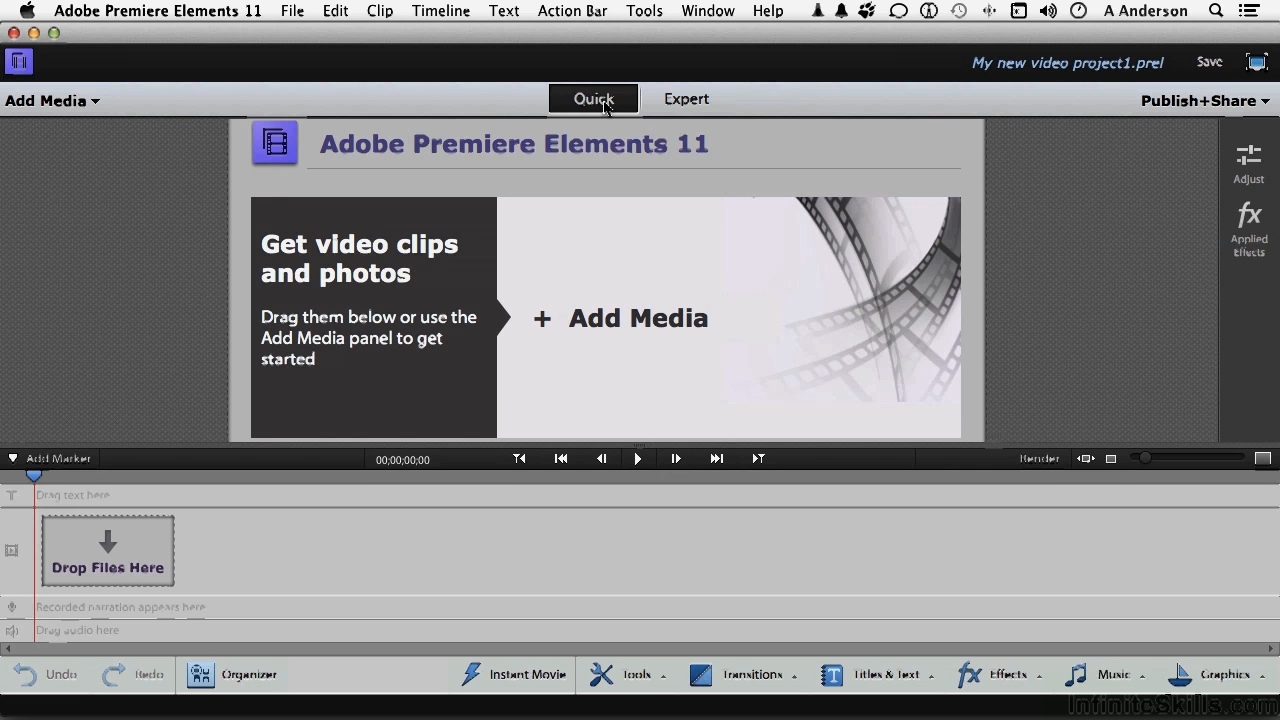 Adobe Premiere Elements 11 File Edit Clip Timeline Text Action Bar Tools Window Help A Anderson
My new video project1.prel Save
Add Media Quick Expert Publish+Share
Adobe Premiere Elements 11
Adjust
Applied
Effects
Get video clips
and photos
Drag them below or use the
Add Media panel to get
started
+ Add Media
Add Marker 00;00;00;00 Render
T Drag text here
Drop Files Here
Recorded narration appears here
Drag audio here
Undo Redo Organizer Instant Movie Tools Transitions T Titles & Text fx Effects Music Graphics
InfiniteSkills.com